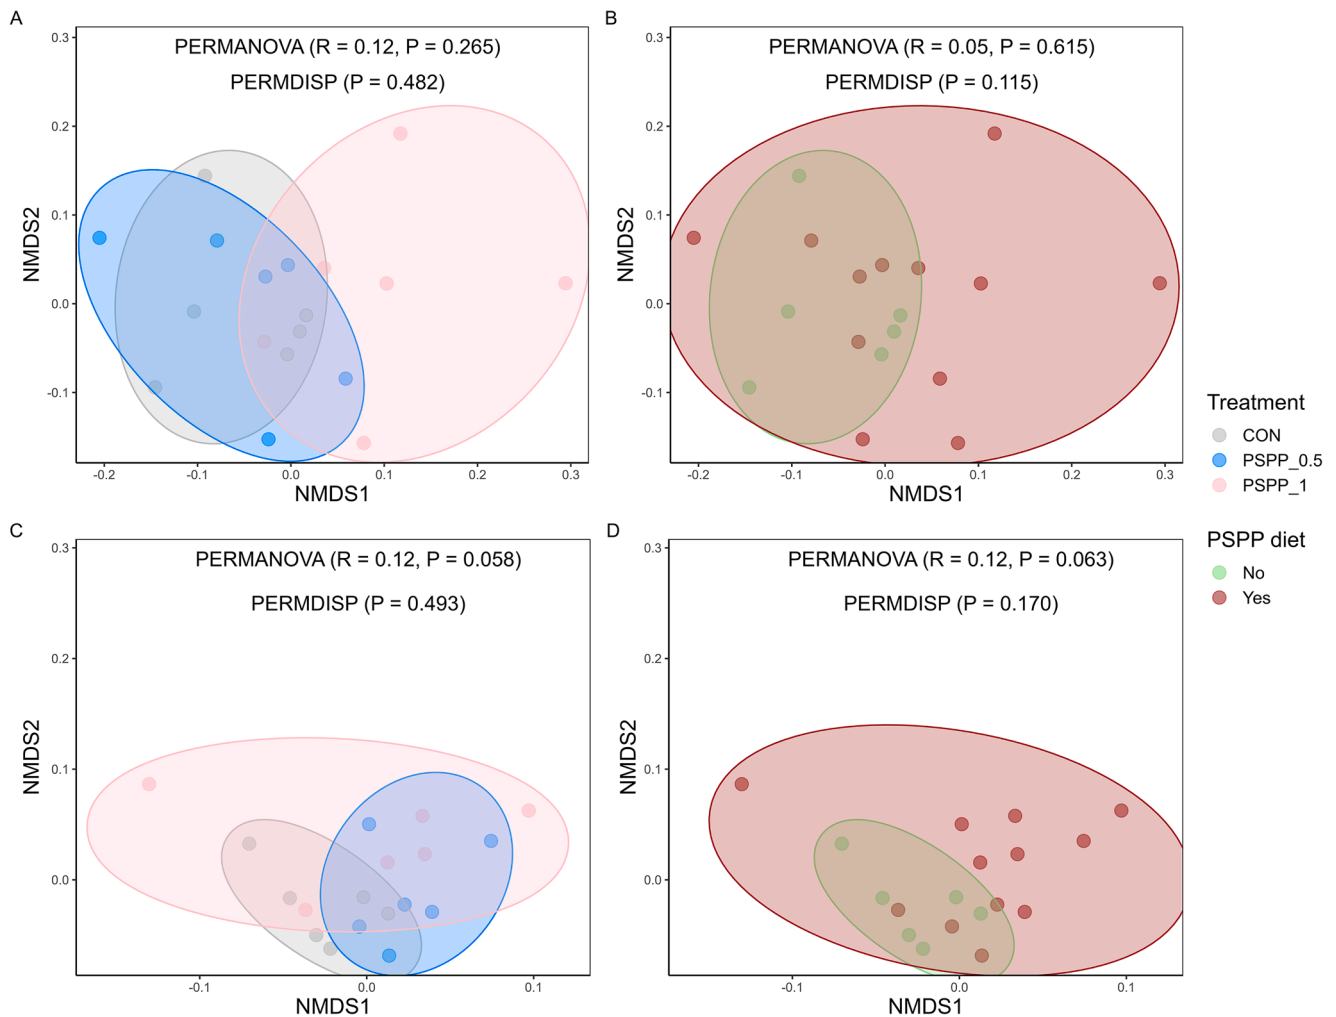 A
PERMANOVA (R = 0.12, P = 0.265)
PERMDISP (P = 0.482)
0.3
0.2
0.1
0.0
-0.1
NMDS2
-0.2
-0.1
0.0
0.1
0.2
0.3
NMDS1
B
PERMANOVA (R = 0.05, P = 0.615)
PERMDISP (P = 0.115)
0.3
0.2
0.1
0.0
-0.1
NMDS2
-0.2
-0.1
0.0
0.1
0.2
0.3
NMDS1
C
PERMANOVA (R = 0.12, P = 0.058)
PERMDISP (P = 0.493)
0.3
0.2
0.1
0.0
NMDS2
-0.1
0.0
0.1
NMDS1
D
PERMANOVA (R = 0.12, P = 0.063)
PERMDISP (P = 0.170)
0.3
0.2
0.1
0.0
NMDS2
-0.1
0.0
0.1
NMDS1
Treatment
CON
PSPP_0.5
PSPP_1
PSPP diet
No
Yes